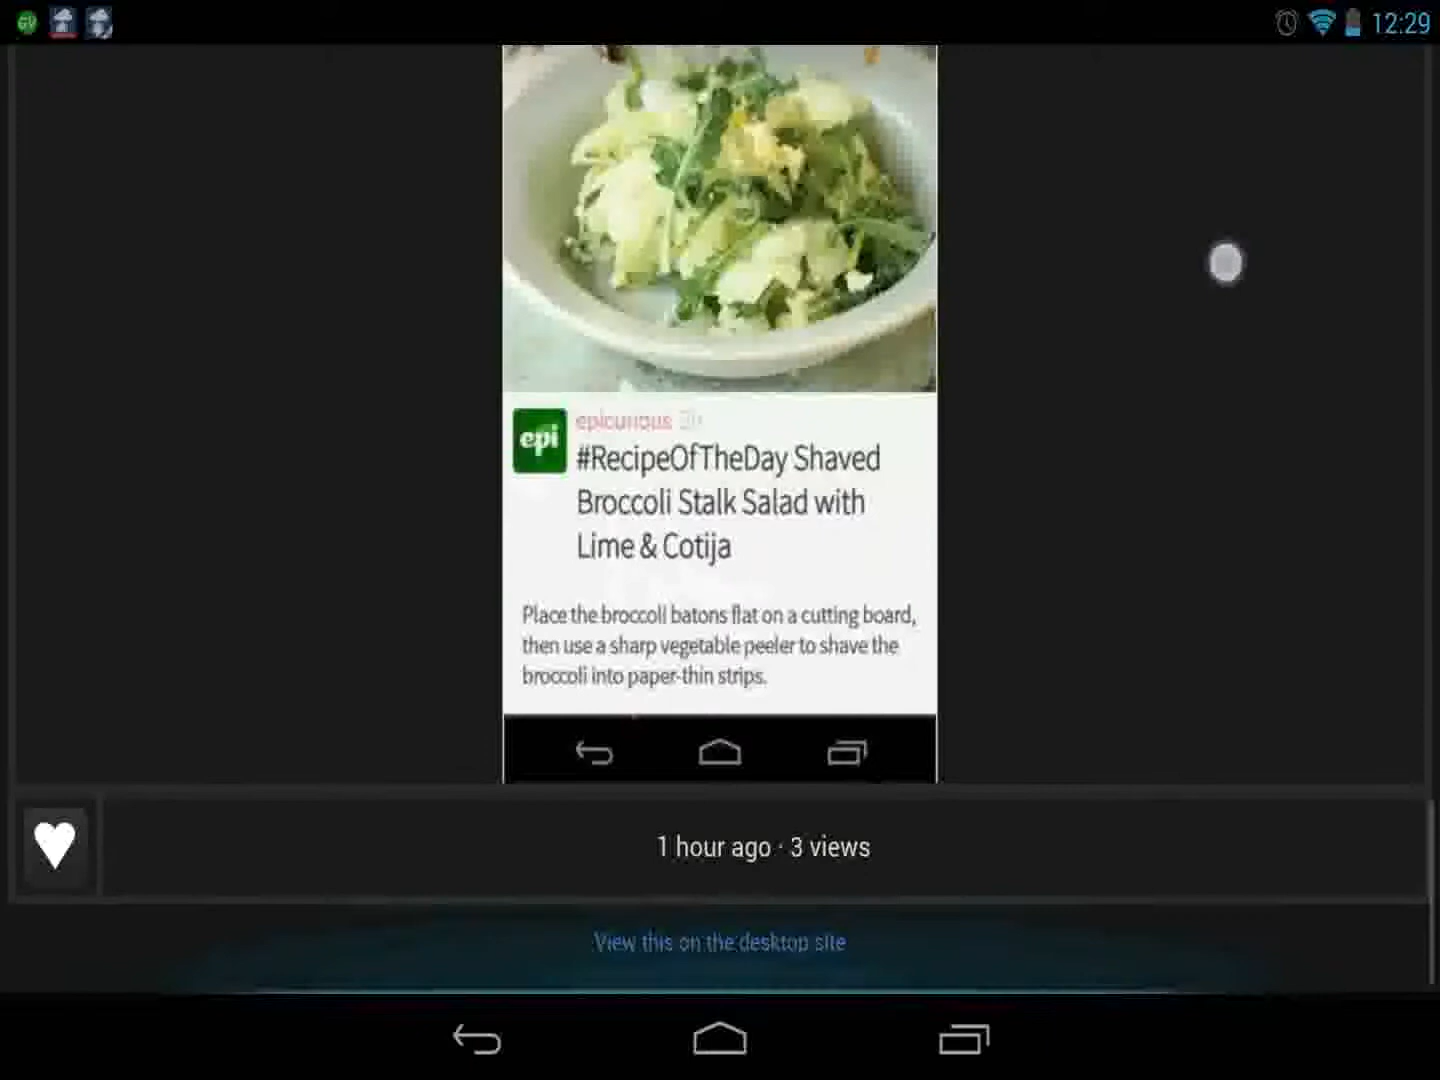 GV
12:29
epi
epicurious
#RecipeOfTheDay Shaved
Broccoli Stalk Salad with
Lime & Cotija
Place the broccoli batons flat on a cutting board,
then use a sharp vegetable peeler to shave the
broccoli into paper-thin strips.
1 hour ago · 3 views
View this on the desktop site